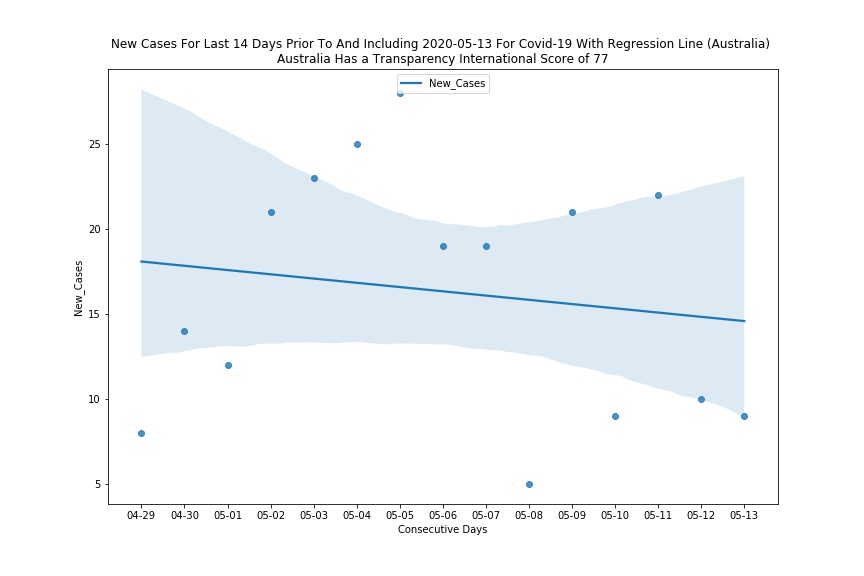 New Cases For Last 14 Days Prior To And Including 2020-05-13 For Covid-19 With Regression Line (Australia)
Australia Has a Transparency International Score of 77
New_Cases
25
20
15
10
5
New_Cases
04-29 04-30 05-01 05-02 05-03 05-04 05-05 05-06 05-07 05-08 05-09 05-10 05-11 05-12 05-13
Consecutive Days